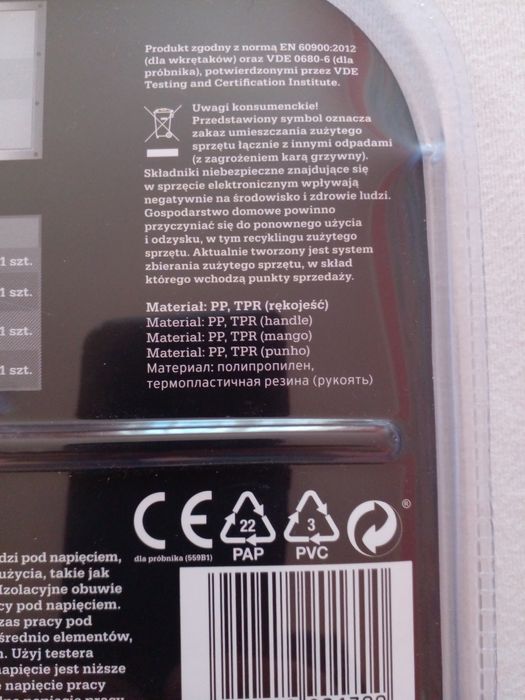 Produkt zgodny z normą EN 60900:2012
(dla wkrętaków) oraz VDE 0680-6 (dla
próbnika), potwierdzonymi przez VDE
Testing and Certification Institute.
Uwagi konsumenckie!
Przedstawiony symbol oznacza
zakaz umieszczania zużytego
sprzętu łącznie z innymi odpadami
(z zagrożeniem karą grzywny).
Składniki niebezpieczne znajdujące się
w sprzęcie elektronicznym wpływają
negatywnie na środowisko i zdrowie ludzi.
Gospodarstwo domowe powinno
przyczyniać się do ponownego użycia
i odzysku, w tym recyklingu zużytego
sprzętu. Aktualnie tworzony jest system
zbierania zużytego sprzętu, w skład
którego wchodzą punkty sprzedaży.
1 szt.
1 szt.
1 szt.
1 szt.
Materiał: PP, TPR (rękojeść)
Material: PP, TPR (handle)
Material: PP, TPR (mango)
Material: PP, TPR (punho)
Материал: полипропилен,
термопластичная резина (рукоять)
CE
22
PAP
3
PVC
®
dla próbnika (559B1)
dzi pod napięciem,
użycia, takie jak
Izolacyjne obuwie
cy pod napięciem.
zas pracy pod
średnio elementów,
n. Użyj testera
napięcie jest niższe
e napięcie pracy